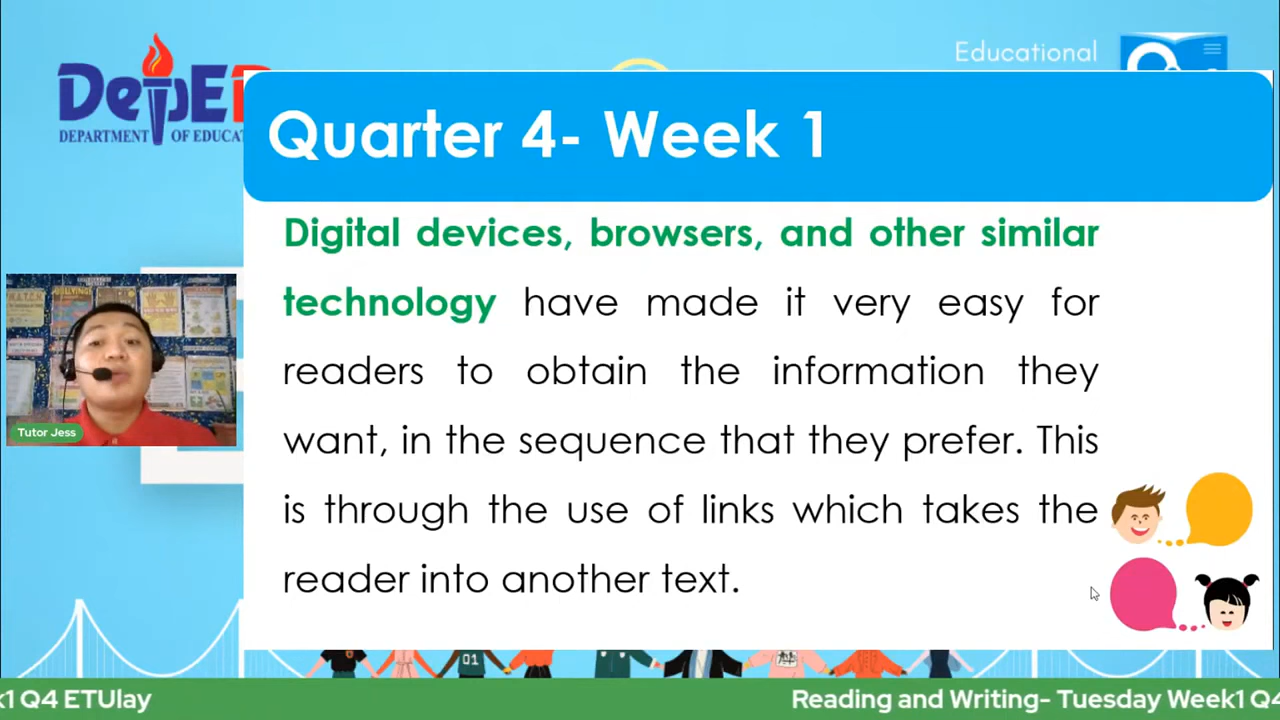 Educational
DepED
DEPARTMENT OF EDUCAT
Quarter 4- Week 1
Digital devices, browsers, and other similar
technology have made it very easy for
readers to obtain the information they
want, in the sequence that they prefer. This
is through the use of links which takes the
reader into another text.
Tutor Jess
01
k1 Q4 ETUlay
Reading and Writing- Tuesday Week1 Q4